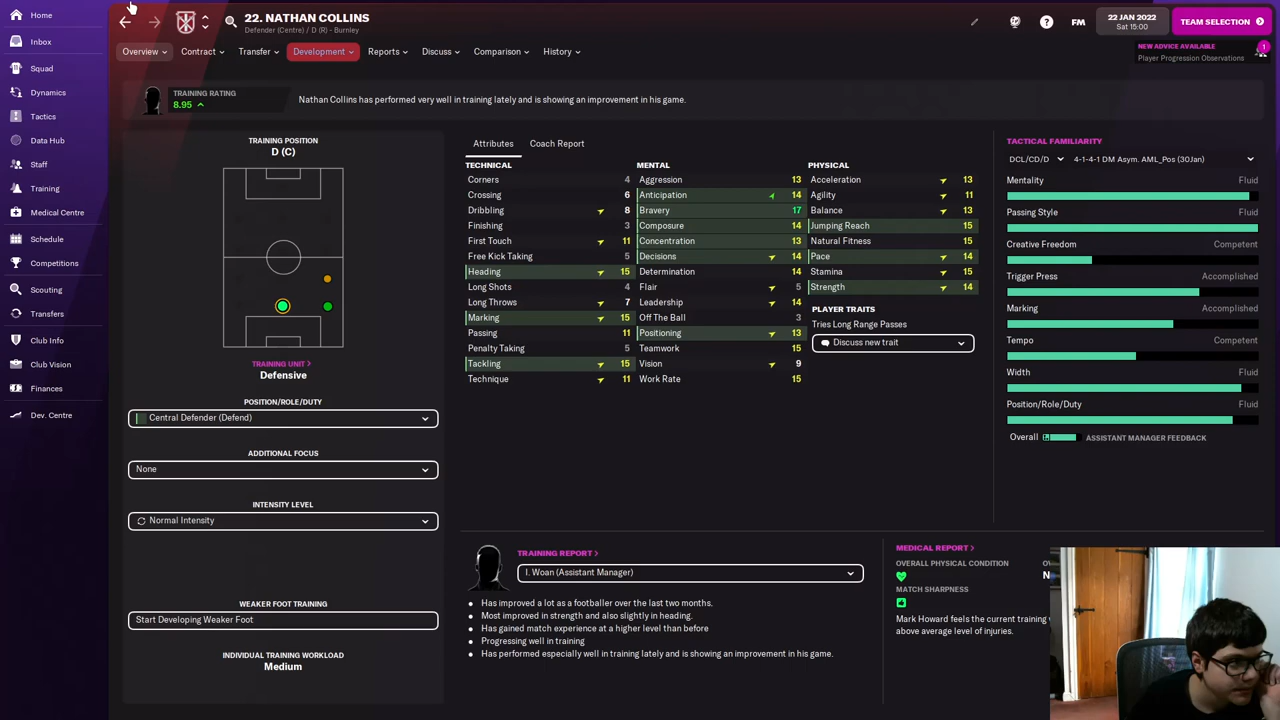 Home
Inbox
Squad
Dynamics
Tactics
Data Hub
Staff
Training
Medical Centre
Schedule
Competitions
Scouting
Transfers
Club Info
Club Vision
Finances
Dev. Centre
22. NATHAN COLLINS
Defender (Centre) / D (R) - Burnley
FM
22 JAN 2022
Sat 15:00
TEAM SELECTION
Overview
Contract
Transfer
Development
Reports
Discuss
Comparison
History
NEW ADVICE AVAILABLE
Player Progression Observations
1
TRAINING RATING
8.95
Nathan Collins has performed very well in training lately and is showing an improvement in his game.
TRAINING POSITION
D (C)
TRAINING UNIT >
Defensive
POSITION/ROLE/DUTY
Central Defender (Defend)
ADDITIONAL FOCUS
None
INTENSITY LEVEL
Normal Intensity
WEAKER FOOT TRAINING
Start Developing Weaker Foot
INDIVIDUAL TRAINING WORKLOAD
Medium
Attributes
Coach Report
TECHNICAL
Corners 4
Crossing 6
Dribbling 8
Finishing 3
First Touch 11
Free Kick Taking 5
Heading 15
Long Shots 4
Long Throws 7
Marking 15
Passing 11
Penalty Taking 5
Tackling 15
Technique 11
MENTAL
Aggression 13
Anticipation 14
Bravery 17
Composure 14
Concentration 13
Decisions 14
Determination 14
Flair 5
Leadership 14
Off The Ball 3
Positioning 13
Teamwork 15
Vision 9
Work Rate 15
PHYSICAL
Acceleration 13
Agility 11
Balance 13
Jumping Reach 15
Natural Fitness 15
Pace 14
Stamina 15
Strength 14
PLAYER TRAITS
Tries Long Range Passes
Discuss new trait
TACTICAL FAMILIARITY
DCL/CD/D
4-1-4-1 DM Asym. AML_Pos (30Jan)
Mentality Fluid
Passing Style Fluid
Creative Freedom Competent
Trigger Press Accomplished
Marking Accomplished
Tempo Competent
Width Fluid
Position/Role/Duty Fluid
Overall
ASSISTANT MANAGER FEEDBACK
TRAINING REPORT >
I. Woan (Assistant Manager)
• Has improved a lot as a footballer over the last two months.
• Most improved in strength and also slightly in heading.
• Has gained match experience at a higher level than before
• Progressing well in training
• Has performed especially well in training lately and is showing an improvement in his game.
MEDICAL REPORT >
OVERALL PHYSICAL CONDITION
MATCH SHARPNESS
Mark Howard feels the current training
above average level of injuries.